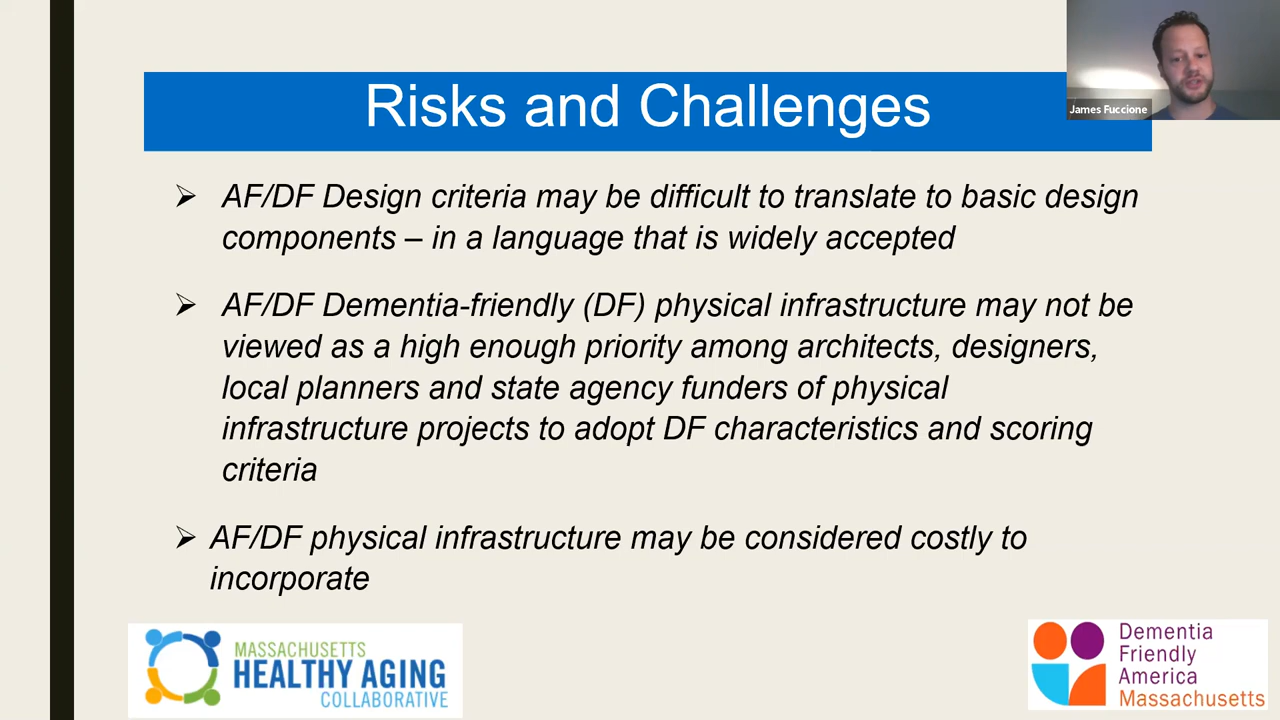 Risks and Challenges
James Fuccione
AF/DF Design criteria may be difficult to translate to basic design
components – in a language that is widely accepted
AF/DF Dementia-friendly (DF) physical infrastructure may not be
viewed as a high enough priority among architects, designers,
local planners and state agency funders of physical
infrastructure projects to adopt DF characteristics and scoring
criteria
AF/DF physical infrastructure may be considered costly to
incorporate
MASSACHUSETTS
HEALTHY AGING
COLLABORATIVE
Dementia
Friendly
America
Massachusetts